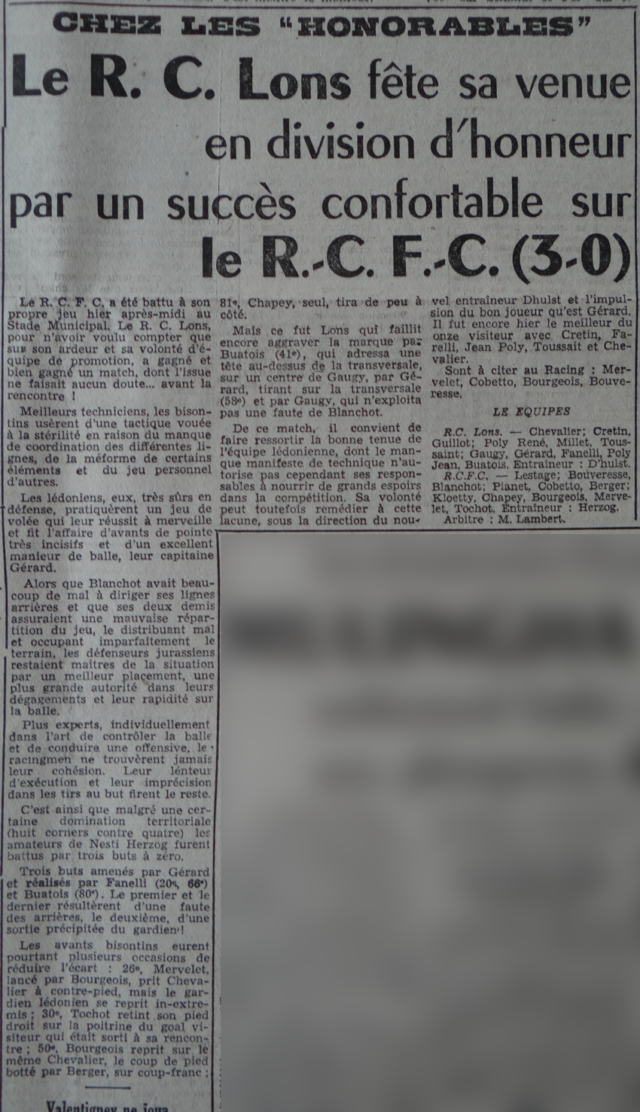 CHEZ LES "HONORABLES"
Le R. C. Lons fête sa venue
en division d'honneur
par un succès confortable sur
le R.-C. F.-C. (3-0)
Le R. C. F. C. a été battu à son
propre jeu hier après-midi au
Stade Municipal. Le R. C. Lons,
pour n'avoir voulu compter que
sur son ardeur et sa volonté d'é-
quipe de promotion, a gagné et
bien gagné un match, dont l'issue
ne faisait aucun doute... avant la
rencontre !
Meilleurs techniciens, les bison-
tins usèrent d'une tactique vouée
à la stérilité en raison du manque
de coordination des différentes li-
gnes, de la méforme de certains
éléments et du jeu personnel
d'autres.
Les lédoniens, eux, très sûrs en
défense, pratiquèrent un jeu de
volée qui leur réussit à merveille
et fit l'affaire d'avants de pointe
très incisifs et d'un excellent
manieur de balle, leur capitaine
Gérard.
Alors que Blanchot avait beau-
coup de mal à diriger ses lignes
arrières et que ses deux demis
assuraient une mauvaise répar-
tition du jeu, le distribuant mal
et occupant imparfaitement le
terrain, les défenseurs jurassiens
restaient maîtres de la situation
par un meilleur placement, une
plus grande autorité dans leurs
dégagements et leur rapidité sur
la balle.
Plus experts, individuellement
dans l'art de contrôler la balle
et de conduire une offensive, le
racingmen ne trouvèrent jamais
leur cohésion. Leur lenteur
d'exécution et leur imprécision
dans les tirs au but firent le reste.
C'est ainsi que malgré une cer-
taine domination territoriale
(huit corners contre quatre) les
amateurs de Nesti Herzog furent
battus par trois buts à zéro.
Trois buts amenés par Gérard
et réalisés par Fanelli (20e, 66e)
et Buatois (80e). Le premier et le
dernier résultèrent d'une faute
des arrières, le deuxième, d'une
sortie précipitée du gardien !
Les avants bisontins eurent
pourtant plusieurs occasions de
réduire l'écart : 26e, Mervelet,
lancé par Bourgeois, prit Cheva-
lier à contre-pied, mais le gar-
dien lédonien se reprit in-extre-
mis ; 30e, Tochot retint son pied
droit sur la poitrine du goal vi-
siteur qui était sorti à sa rencon-
tre ; 50e, Bourgeois reprit sur le
même Chevalier, le coup de pied
botté par Berger, sur coup-franc ;
81e, Chapey, seul, tira de peu à
côté.
Mais ce fut Lons qui faillit
encore aggraver la marque par
Buatois (41e), qui adressa une
tête au-dessus de la transversale,
sur un centre de Gaugy, par Gé-
rard, tirant sur la transversale
(58e) et par Gaugy, qui n'exploita
pas une faute de Blanchot.
De ce match, il convient de
faire ressortir la bonne tenue de
l'équipe lédonienne, dont le man-
que manifeste de technique n'au-
torise pas cependant ses respon-
sables à nourrir de grands espoirs
dans la compétition. Sa volonté
peut toutefois remédier à cette
lacune, sous la direction du nou-
vel entraîneur Dhulst et l'impul-
sion du bon joueur qu'est Gérard.
Il fut encore hier le meilleur du
onze visiteur avec Cretin, Fa-
relli, Jean Poly, Toussait et Che-
valier.
Sont à citer au Racing : Mer-
velet, Cobetto, Bourgeois, Bouve-
resse.
LE EQUIPES
R.C. Lons. — Chevalier; Cretin,
Guillot; Poly René, Millet, Tous-
saint; Gaugy, Gérard, Fanelli, Poly
Jean, Buatois. Entraîneur : D'hulst.
R.C.F.C. — Lestage; Bouveresse,
Blanchot; Planet, Cobetto, Berger;
Kloetty, Chapey, Bourgeois, Merve-
let, Tochot. Entraîneur : Herzog.
Arbitre : M. Lambert.
Valentigney ne joua